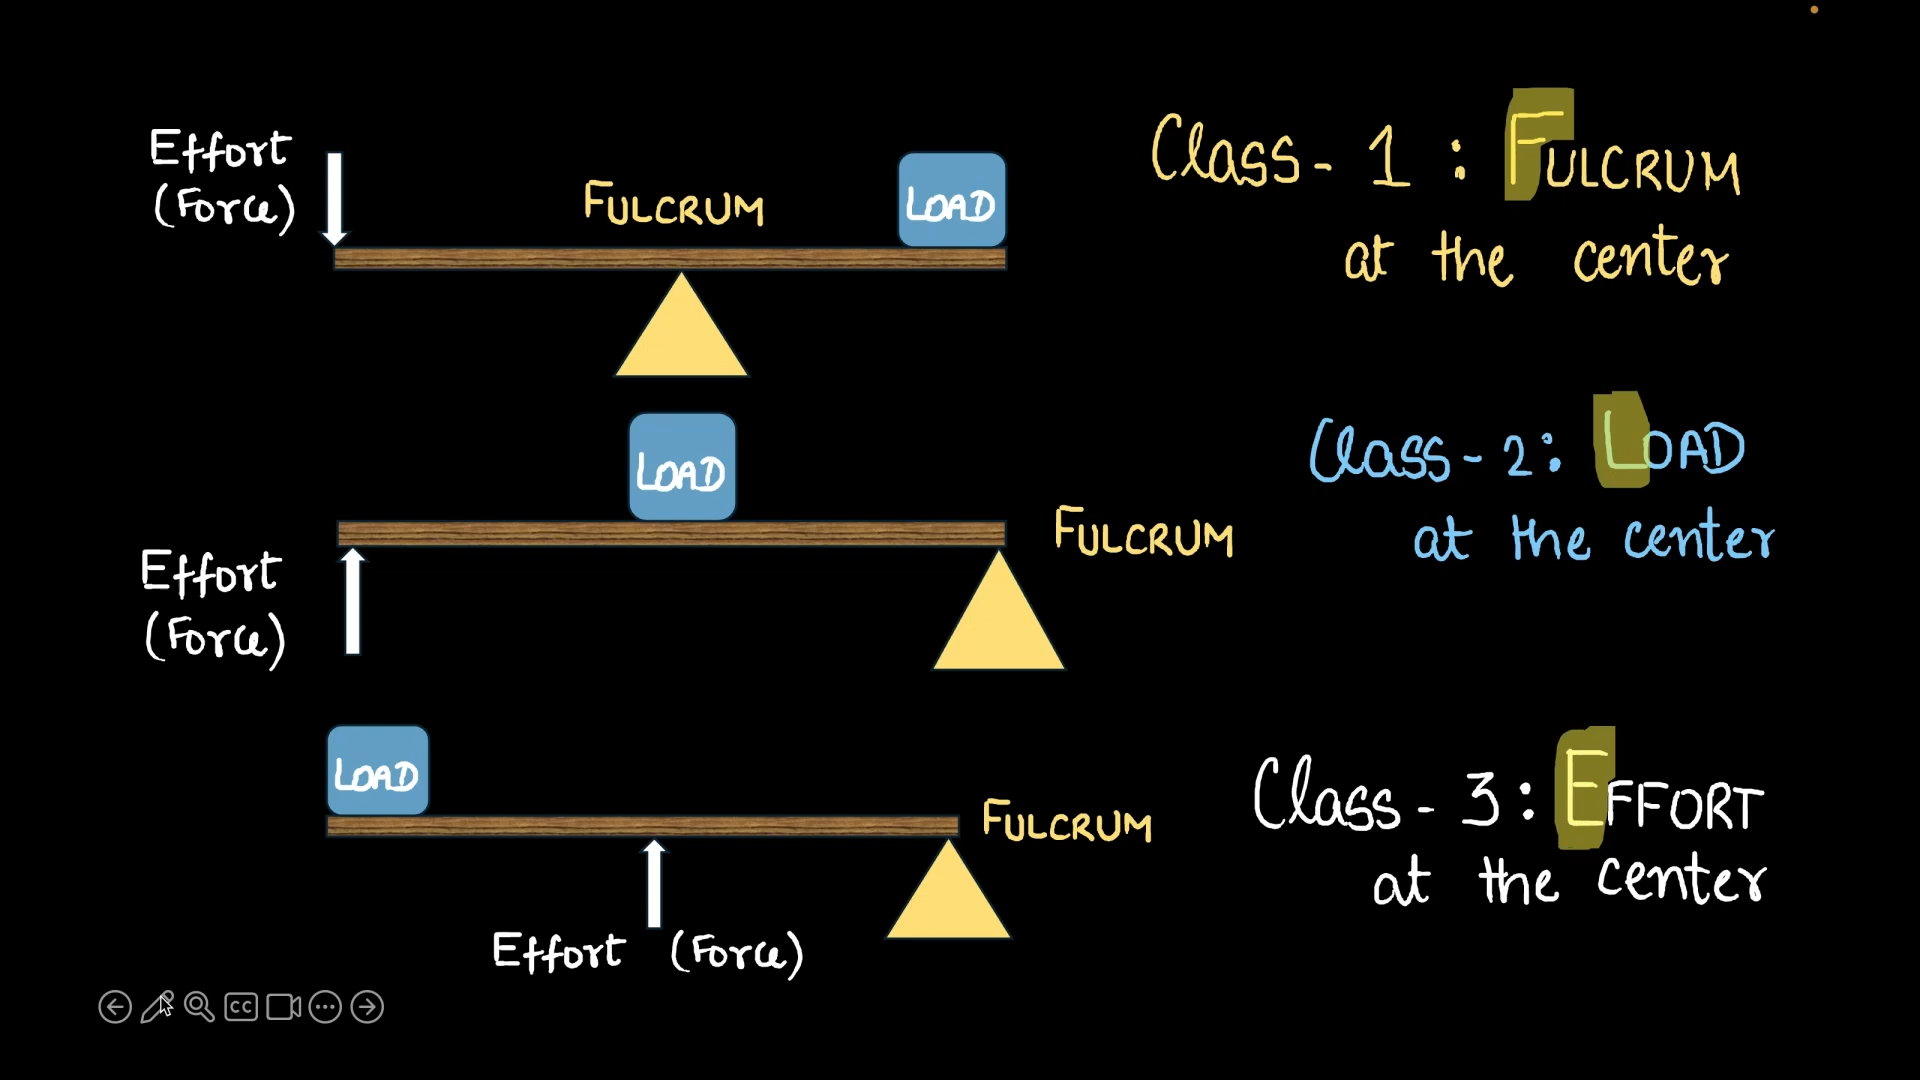 Effort
(Force)
FULCRUM
LOAD
Class - 1 : FULCRUM
at the center
LOAD
Effort
(Force)
FULCRUM
Class - 2 : LOAD
at the center
LOAD
FULCRUM
Effort (Force)
Class - 3 : EFFORT
at the center
CC